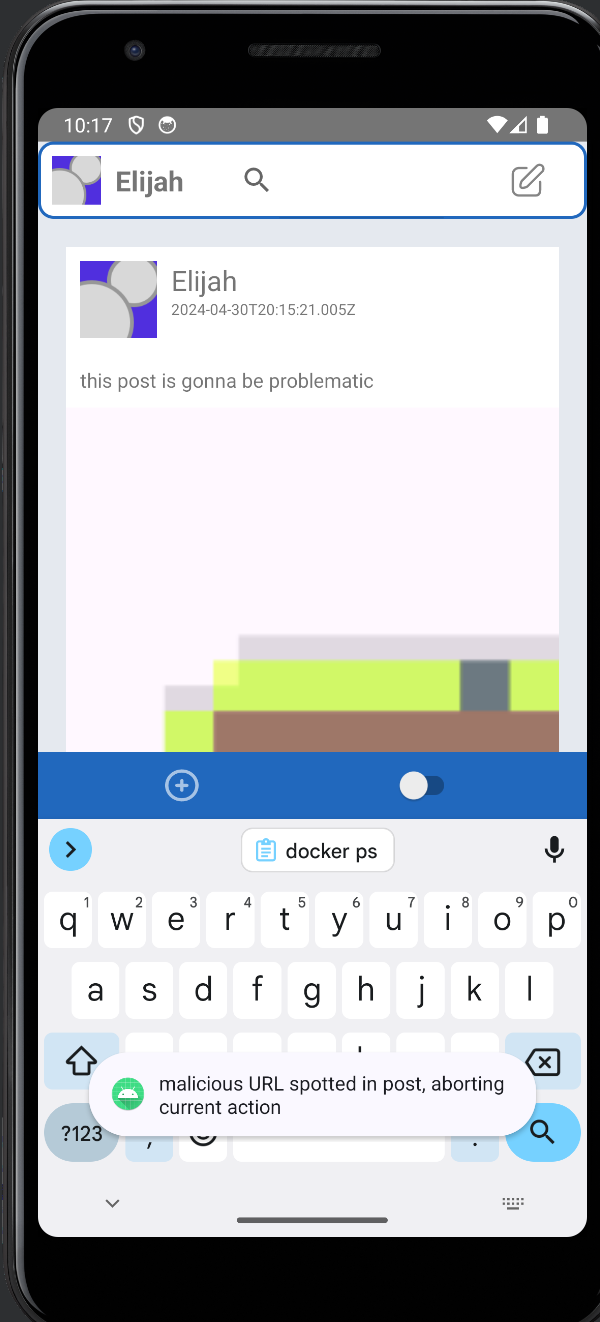 10:17
Elijah
Elijah
2024-04-30T20:15:21.005Z
this post is gonna be problematic
docker ps
q 1 w 2 e 3 r 4 t 5 y 6 u 7 i 8 o 9 p 0
a s d f g h j k l
malicious URL spotted in post, aborting
current action
?123 , .